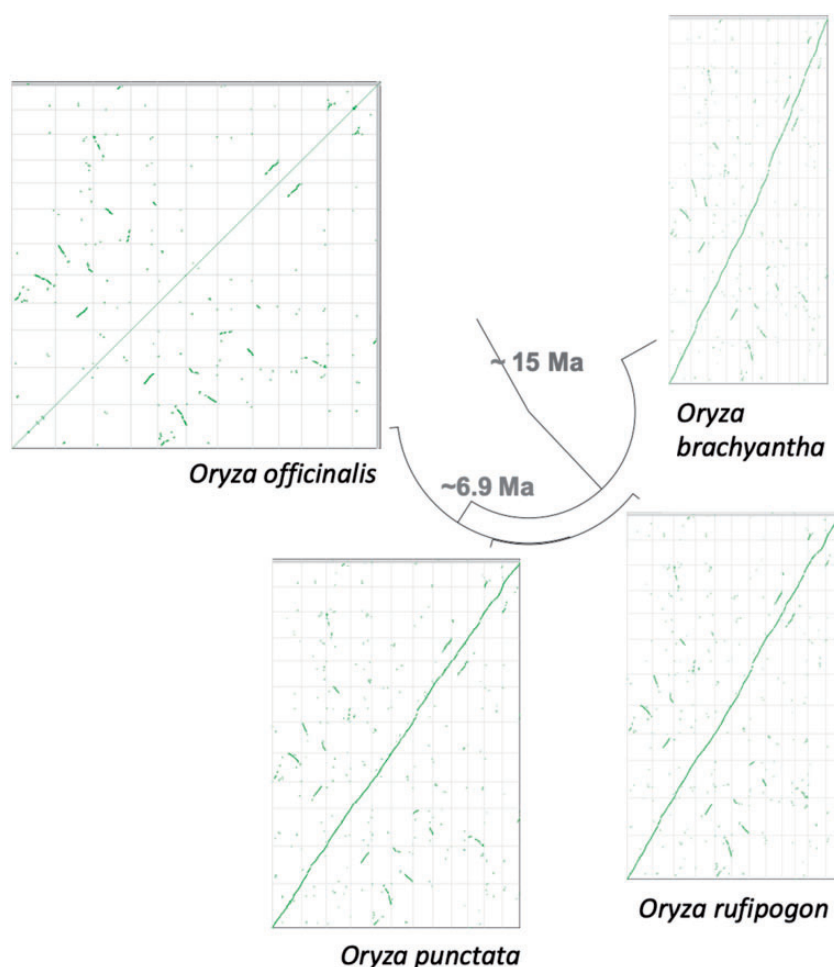 ~ 15 Ma
Oryza
brachyantha
Oryza officinalis
~6.9 Ma
Oryza rufipogon
Oryza punctata